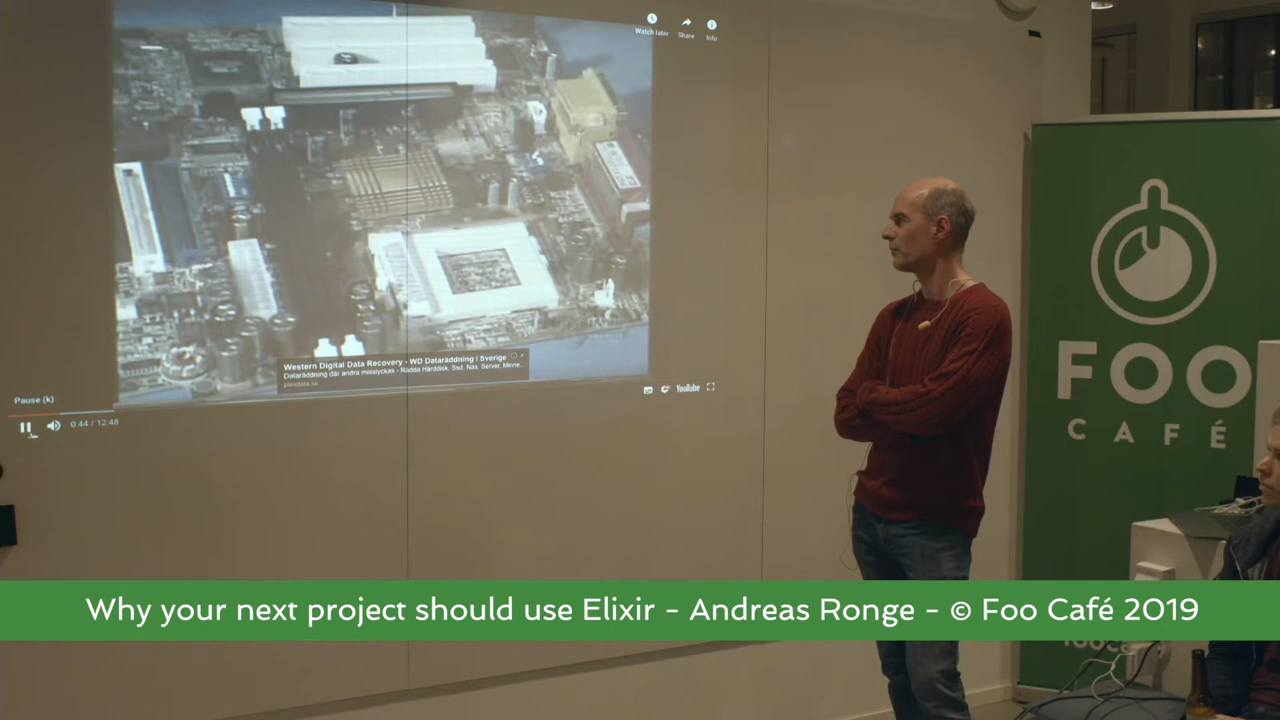 Watch later
Share
Info
Western Digital Data Recovery - WD Dataräddning i Sverige
Dataräddning där andra misslyckas - Rädda Hårddisk, Ssd, Nas, Server, Minne...
Pause (k)
0:44 / 12:48
YouTube
FOO
CAFÉ
Why your next project should use Elixir - Andreas Ronge - © Foo Café 2019